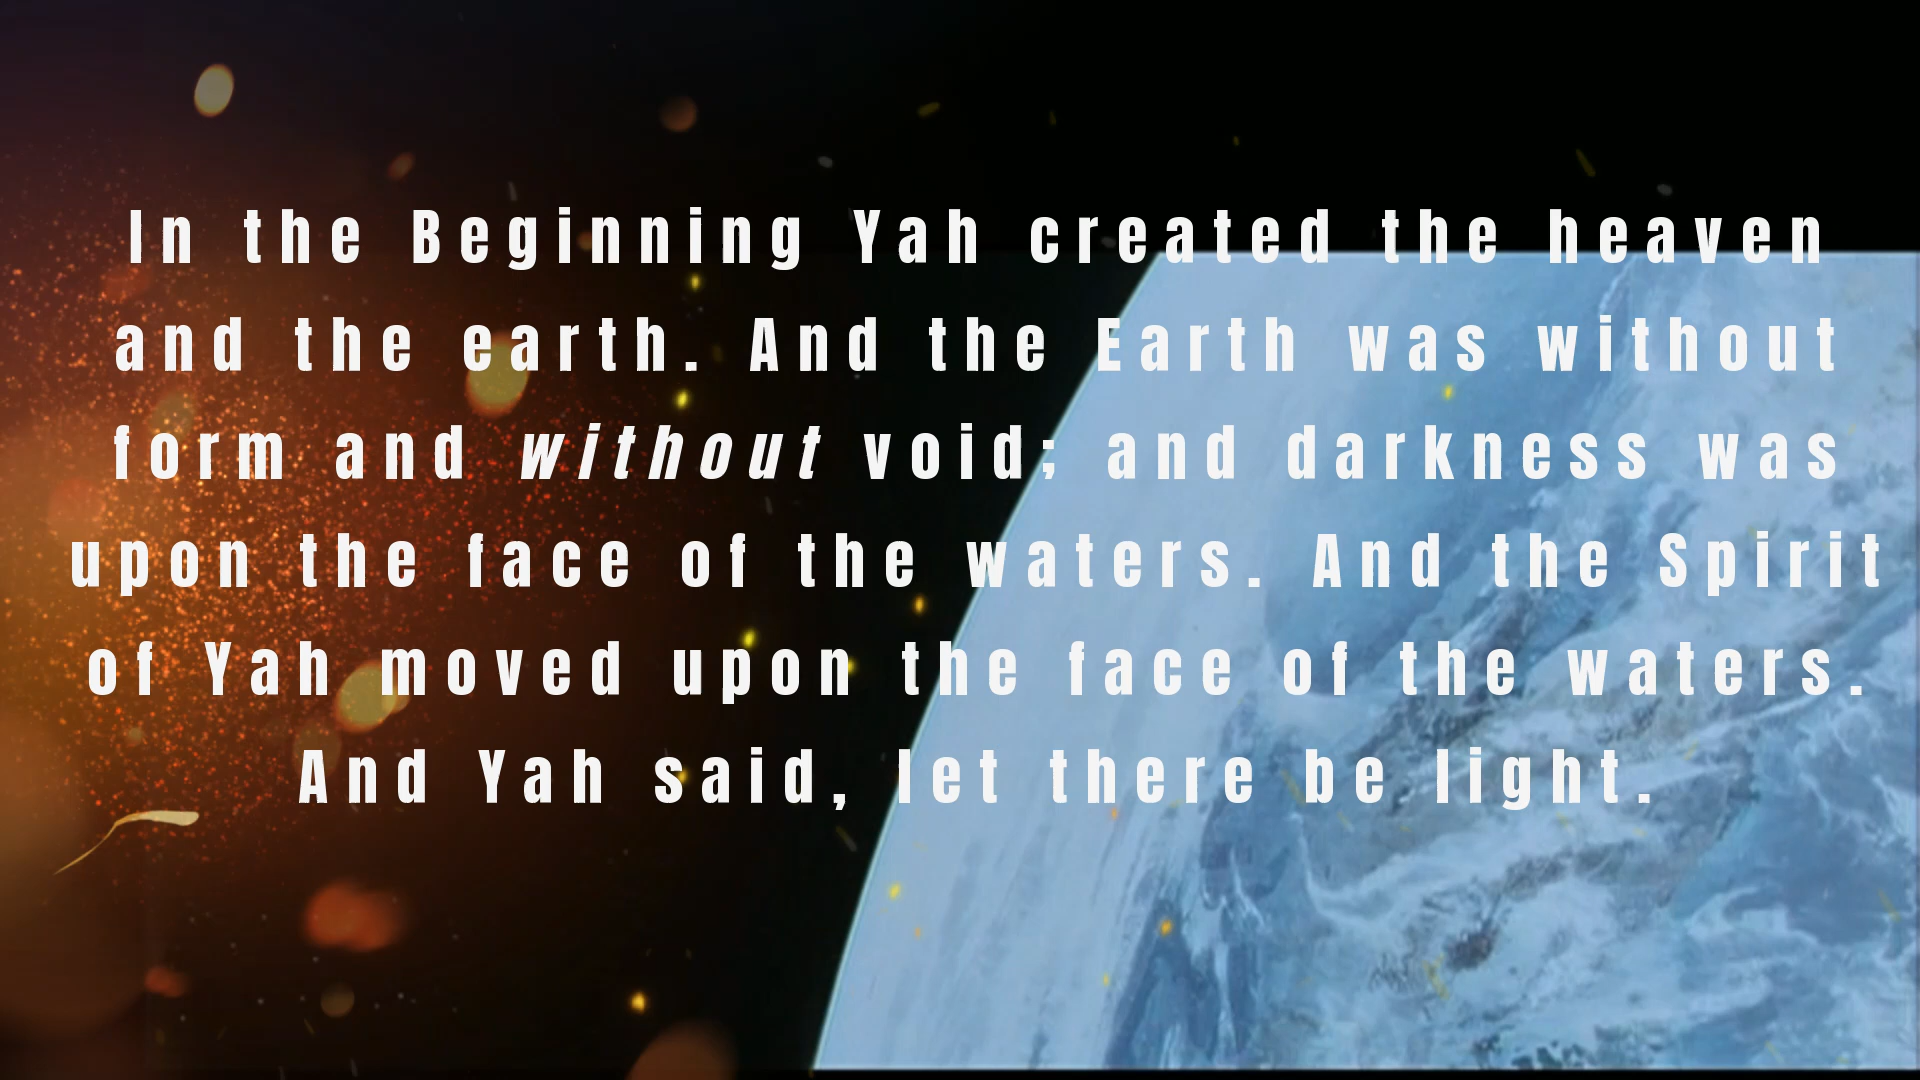 In the Beginning Yah created the heaven
and the earth. And the Earth was without
form and without void; and darkness was
upon the face of the waters. And the Spirit
of Yah moved upon the face of the waters.
And Yah said, let there be light.